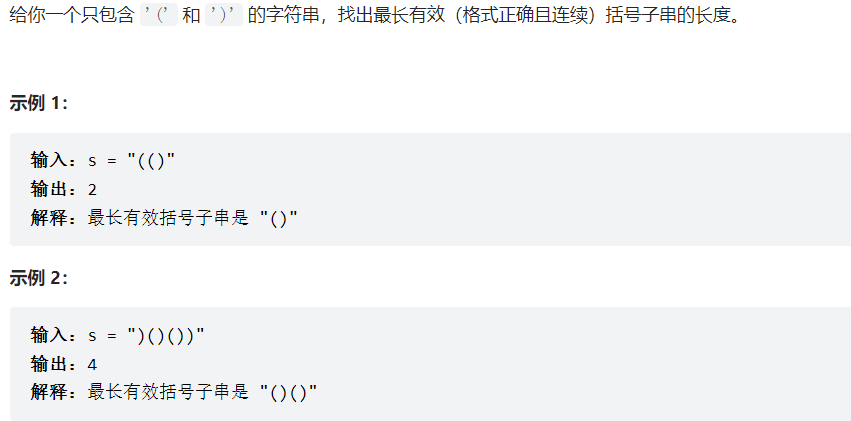 给你一个只包含 '(' 和 ')' 的字符串，找出最长有效（格式正确且连续）括号子串的长度。
示例 1：
输入：s = "(()"
输出：2
解释：最长有效括号子串是 "()"
示例 2：
输入：s = ")()())"
输出：4
解释：最长有效括号子串是 "()()"